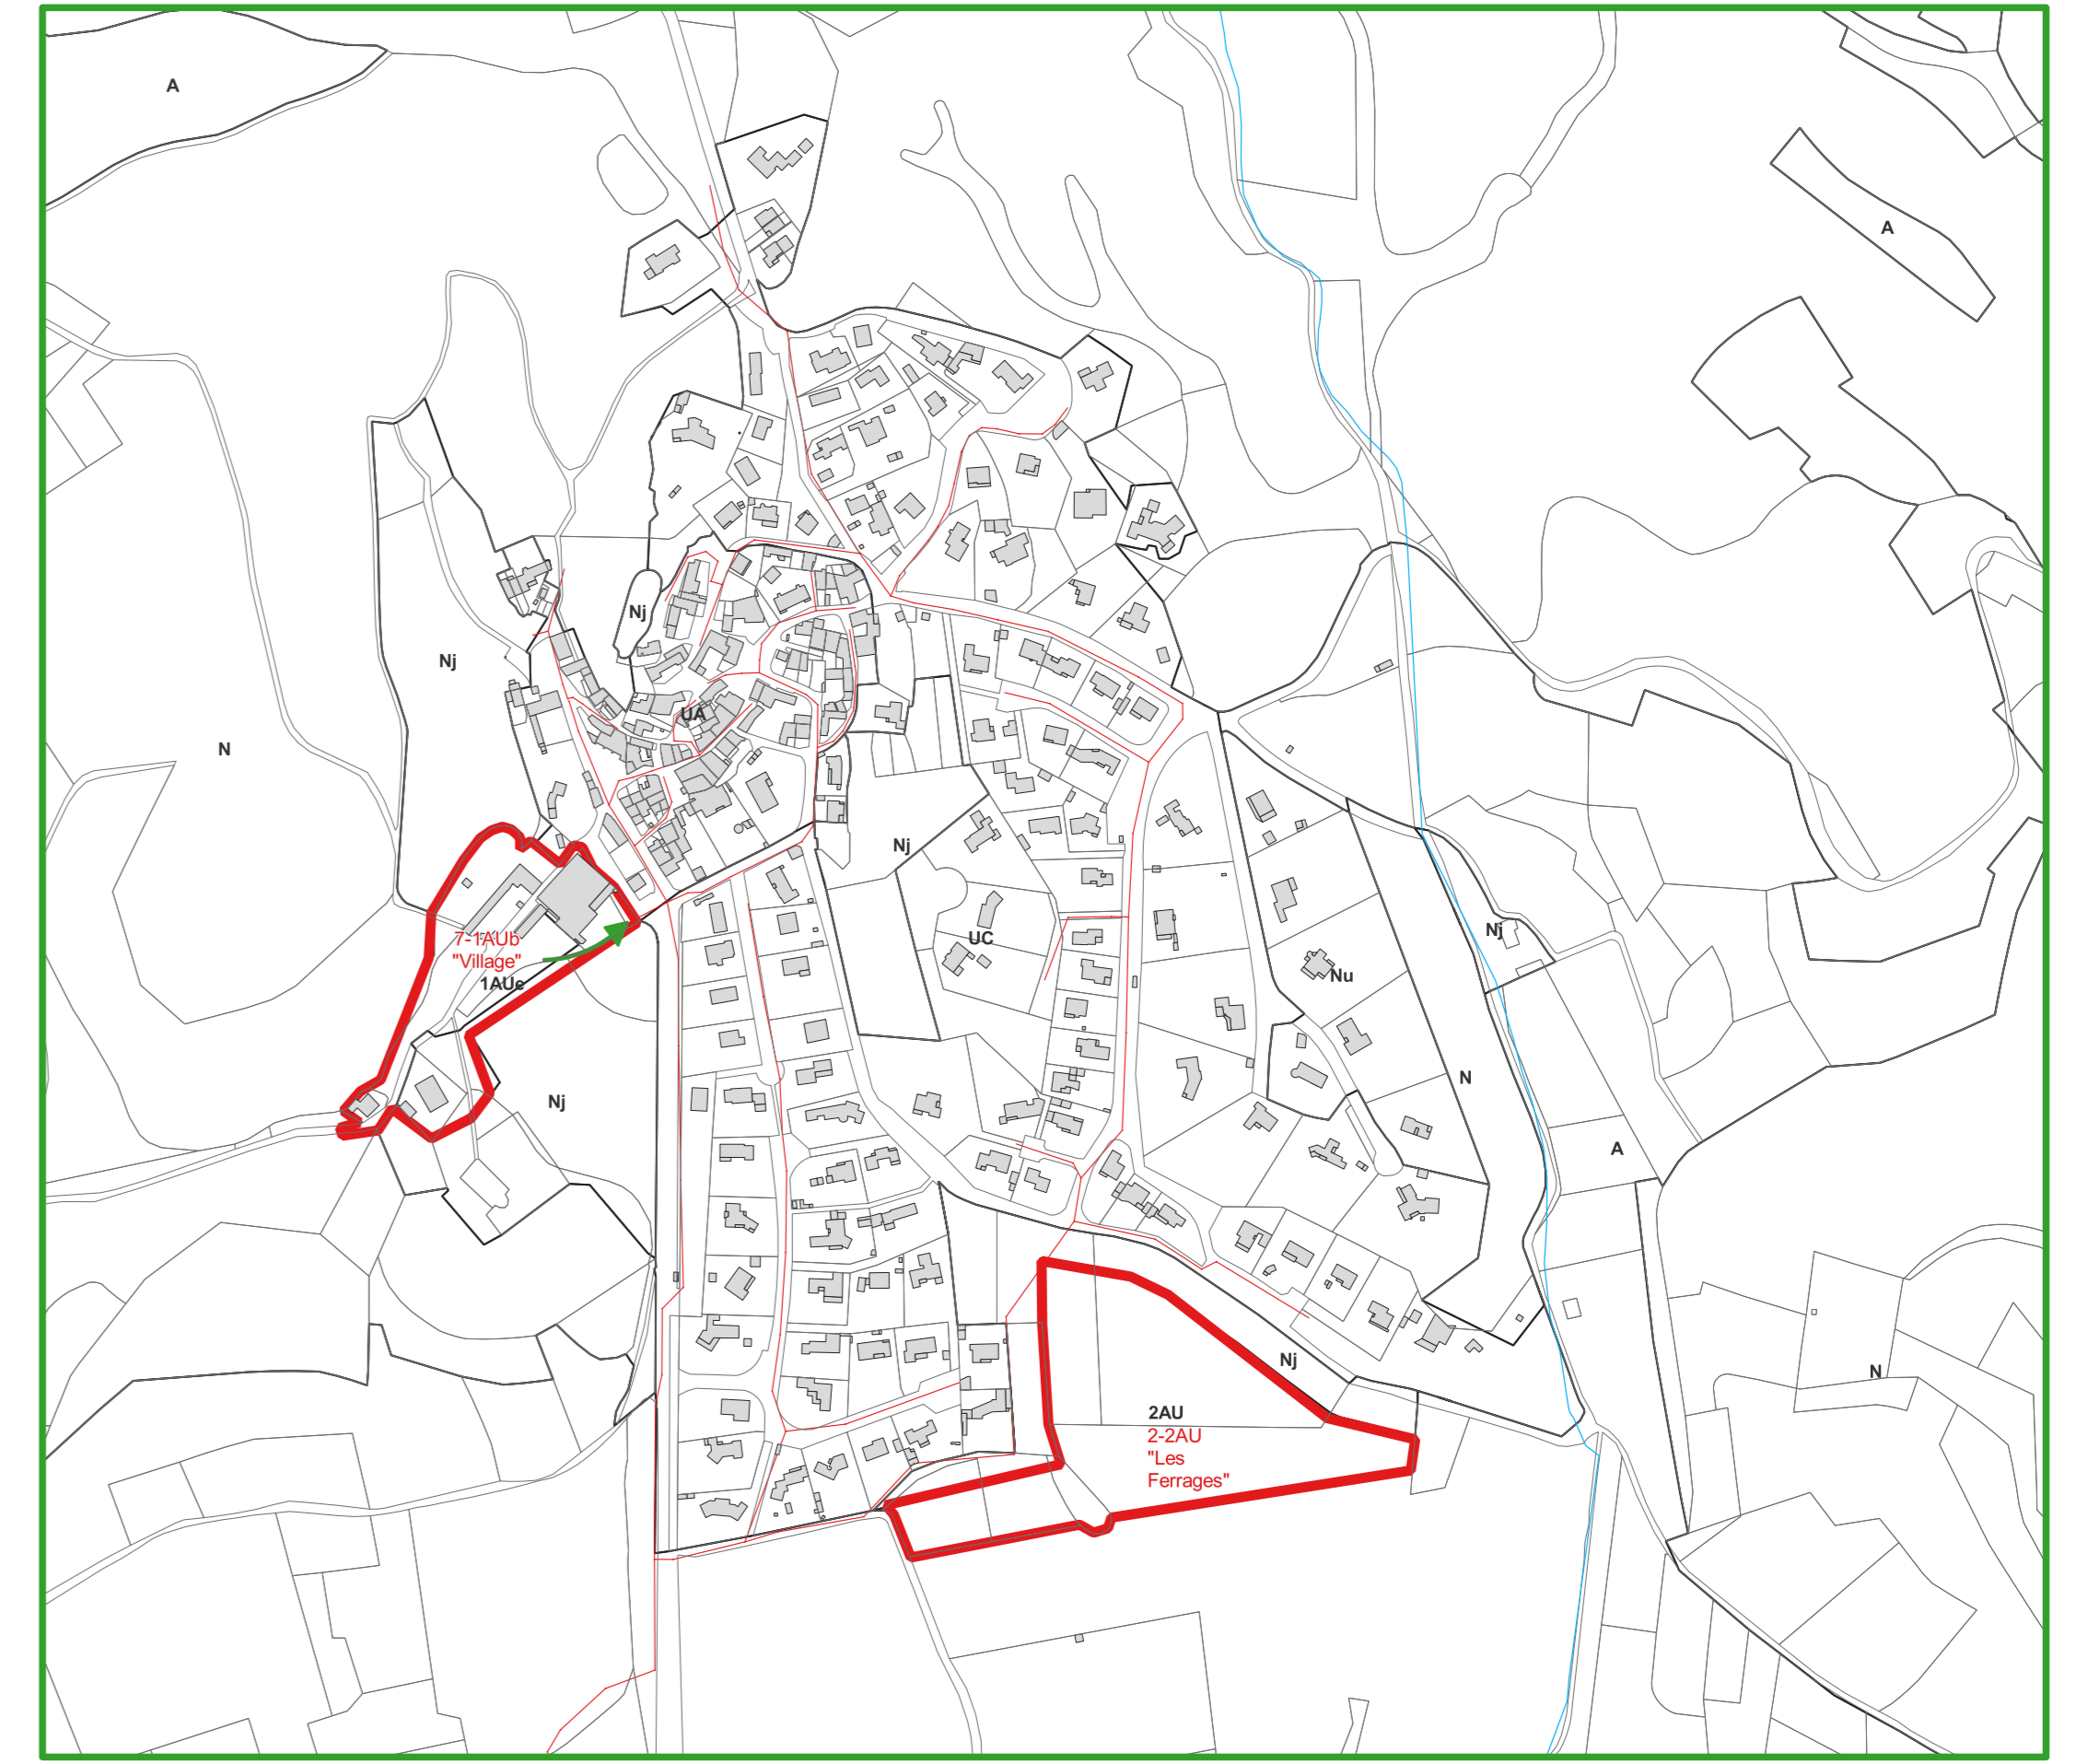 A
A
Nj
Nj
UA
N
Nj
Nj
7-1AUb
"Village"
UC
1AUe
Nu
N
Nj
A
Nj
N
2AU
2-2AU
"Les
Ferrages"